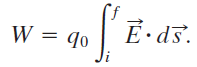 W = q₀ ∫ᵢᶠ E⃗ · ds⃗.